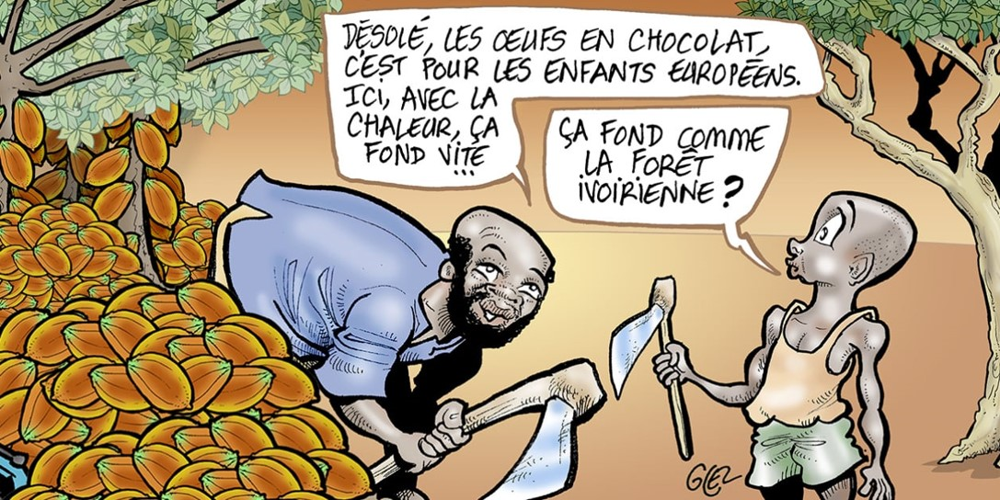 DÉSOLÉ, LES ŒUFS EN CHOCOLAT,
C'EST POUR LES ENFANTS EUROPÉENS.
ICI, AVEC LA
CHALEUR, ÇA
FOND VITE
...
ÇA FOND COMME
LA FORÊT
IVOIRIENNE ?
GLEZ